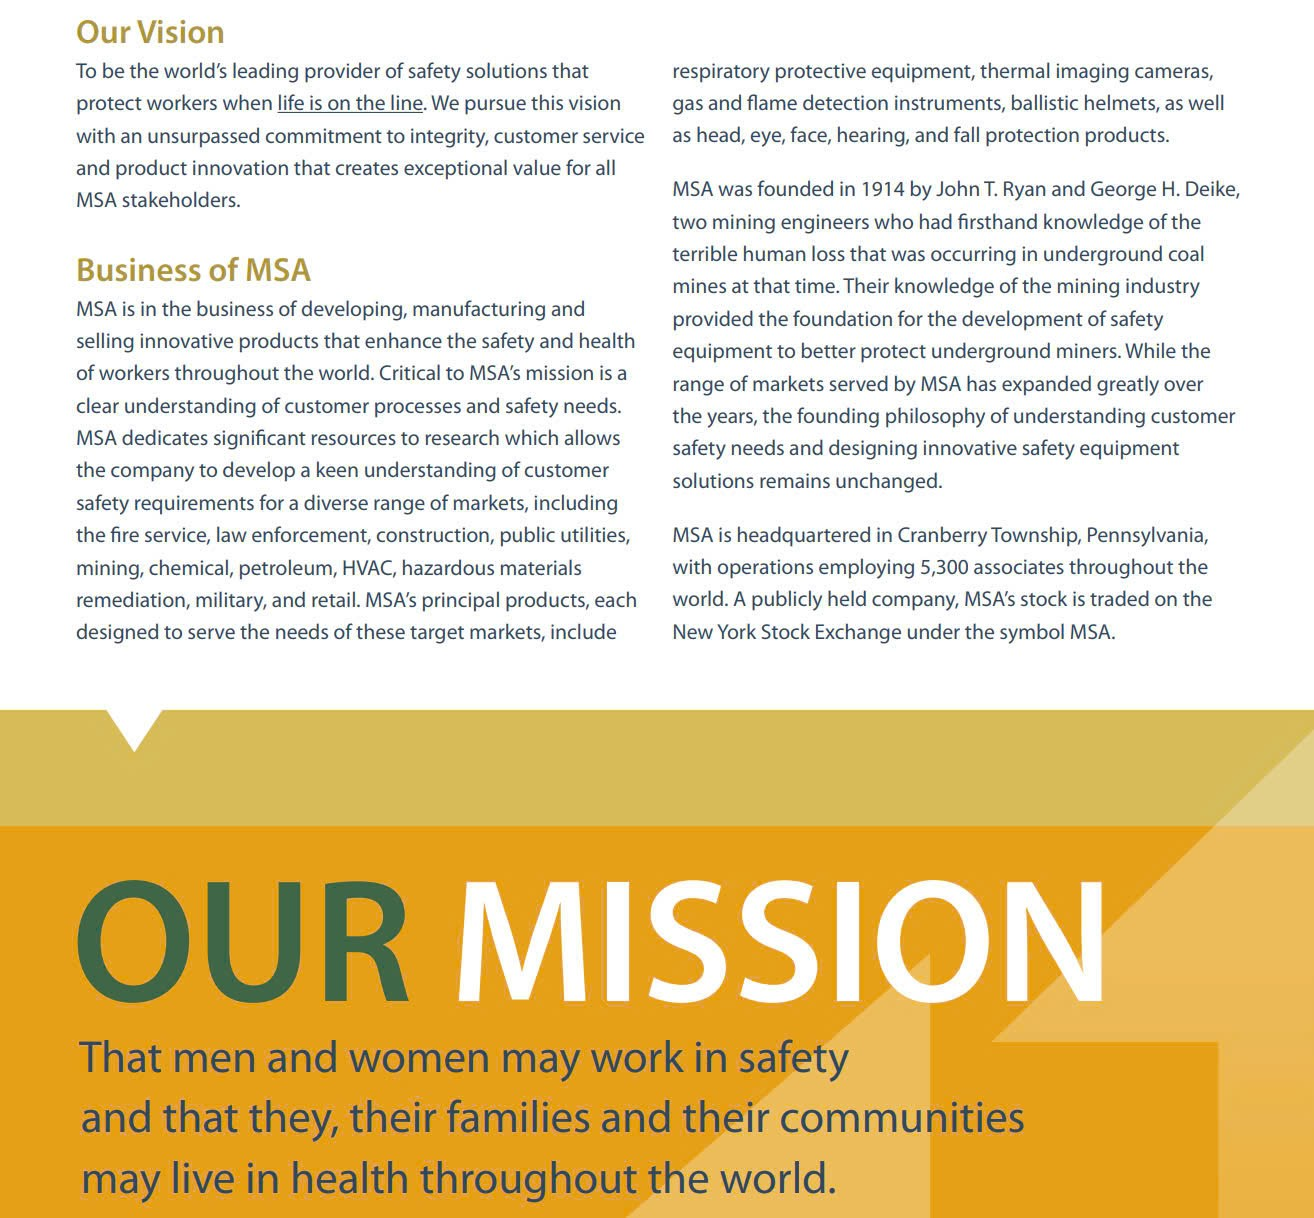 Our Vision
To be the world's leading provider of safety solutions that
protect workers when life is on the line. We pursue this vision
with an unsurpassed commitment to integrity, customer service
and product innovation that creates exceptional value for all
MSA stakeholders.
Business of MSA
MSA is in the business of developing, manufacturing and
selling innovative products that enhance the safety and health
of workers throughout the world. Critical to MSA's mission is a
clear understanding of customer processes and safety needs.
MSA dedicates significant resources to research which allows
the company to develop a keen understanding of customer
safety requirements for a diverse range of markets, including
the fire service, law enforcement, construction, public utilities,
mining, chemical, petroleum, HVAC, hazardous materials
remediation, military, and retail. MSA's principal products, each
designed to serve the needs of these target markets, include
respiratory protective equipment, thermal imaging cameras,
gas and flame detection instruments, ballistic helmets, as well
as head, eye, face, hearing, and fall protection products.
MSA was founded in 1914 by John T. Ryan and George H. Deike,
two mining engineers who had firsthand knowledge of the
terrible human loss that was occurring in underground coal
mines at that time. Their knowledge of the mining industry
provided the foundation for the development of safety
equipment to better protect underground miners. While the
range of markets served by MSA has expanded greatly over
the years, the founding philosophy of understanding customer
safety needs and designing innovative safety equipment
solutions remains unchanged.
MSA is headquartered in Cranberry Township, Pennsylvania,
with operations employing 5,300 associates throughout the
world. A publicly held company, MSA's stock is traded on the
New York Stock Exchange under the symbol MSA.
OUR MISSION
That men and women may work in safety
and that they, their families and their communities
may live in health throughout the world.